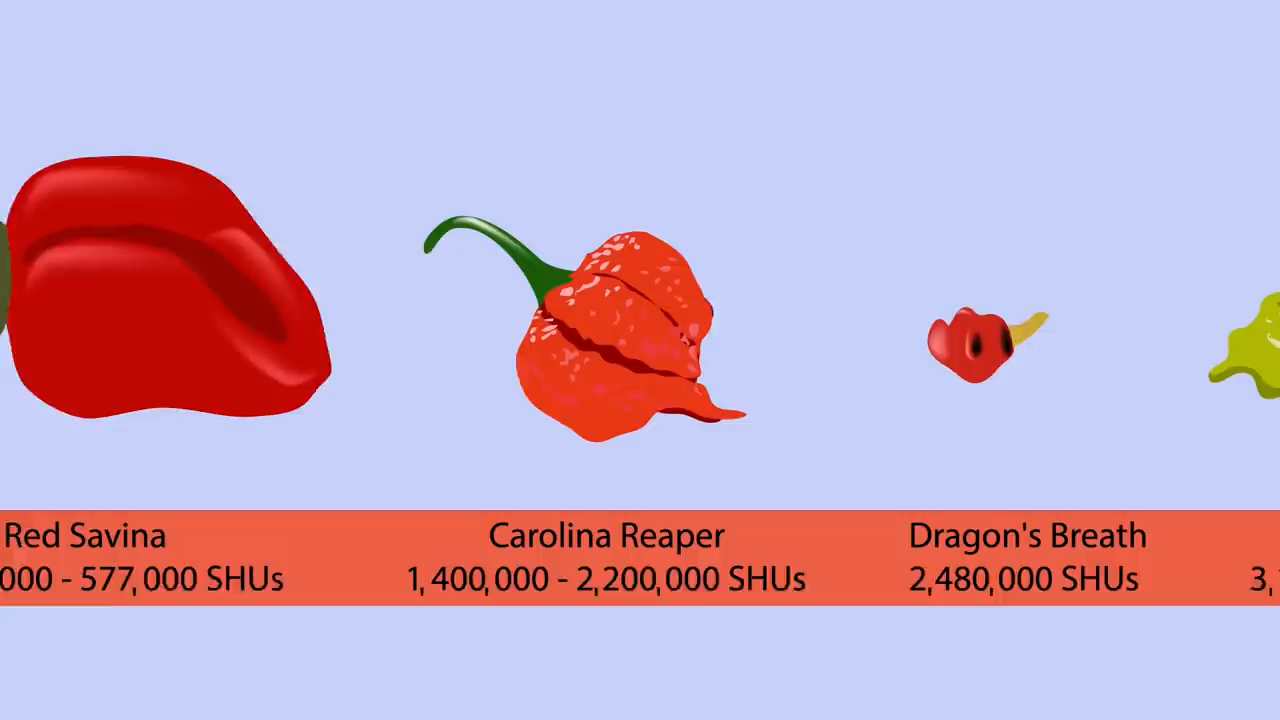 Red Savina
000 - 577,000 SHUs
Carolina Reaper
1,400,000 - 2,200,000 SHUs
Dragon's Breath
2,480,000 SHUs
3,